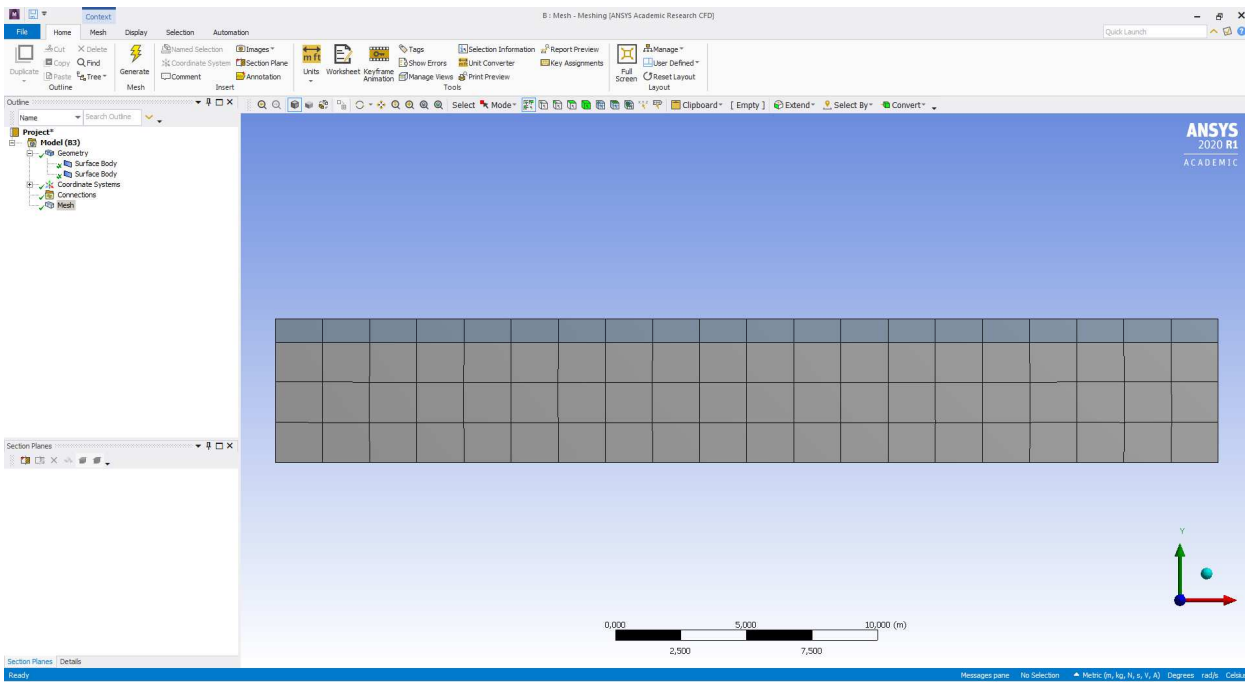 M Context B : Mesh - Meshing [ANSYS Academic Research CFD]
File Home Mesh Display Selection Automation Quick Launch
Duplicate Cut Copy Paste Delete Find Tree Outline
Generate Mesh
Named Selection Coordinate System Comment Images Section Plane Annotation Insert
Units Worksheet Keyframe Animation Tags Show Errors Manage Views Selection Information Unit Converter Print Preview Report Preview Key Assignments Tools
Full Screen Manage User Defined Reset Layout Layout
Outline
Name Search Outline
Select Mode Clipboard [ Empty ] Extend Select By Convert
Project*
Model (B3)
Geometry
Surface Body
Surface Body
Coordinate Systems
Connections
Mesh
ANSYS
2020 R1
ACADEMIC
Section Planes
Y
0,000 5,000 10,000 (m)
2,500 7,500
Section Planes Details
Ready Messages pane No Selection Metric (m, kg, N, s, V, A) Degrees rad/s Celsiu